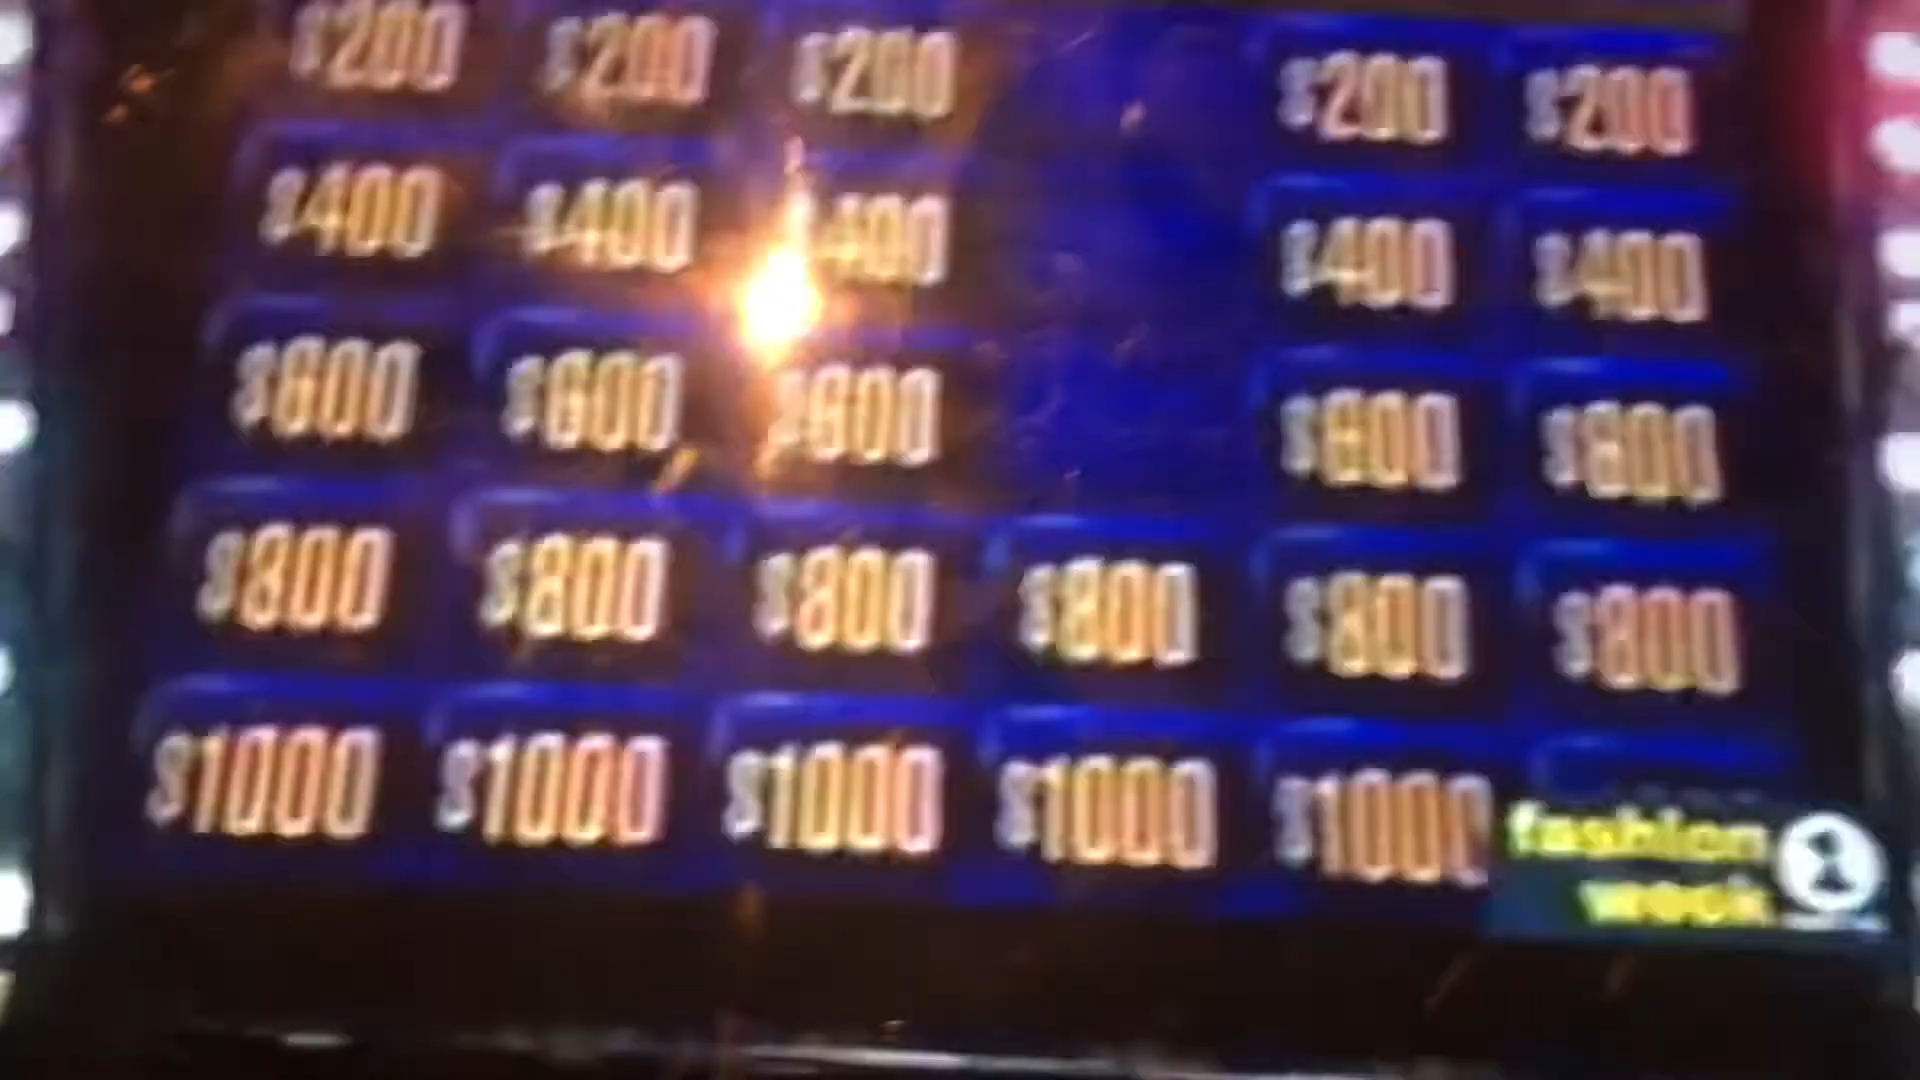 $200 $200 $200 $200 $200
$400 $400 $400 $400 $400
$600 $600 $600 $600 $600
$800 $800 $800 $800 $800 $800
$1000 $1000 $1000 $1000 $1000
fashion
week